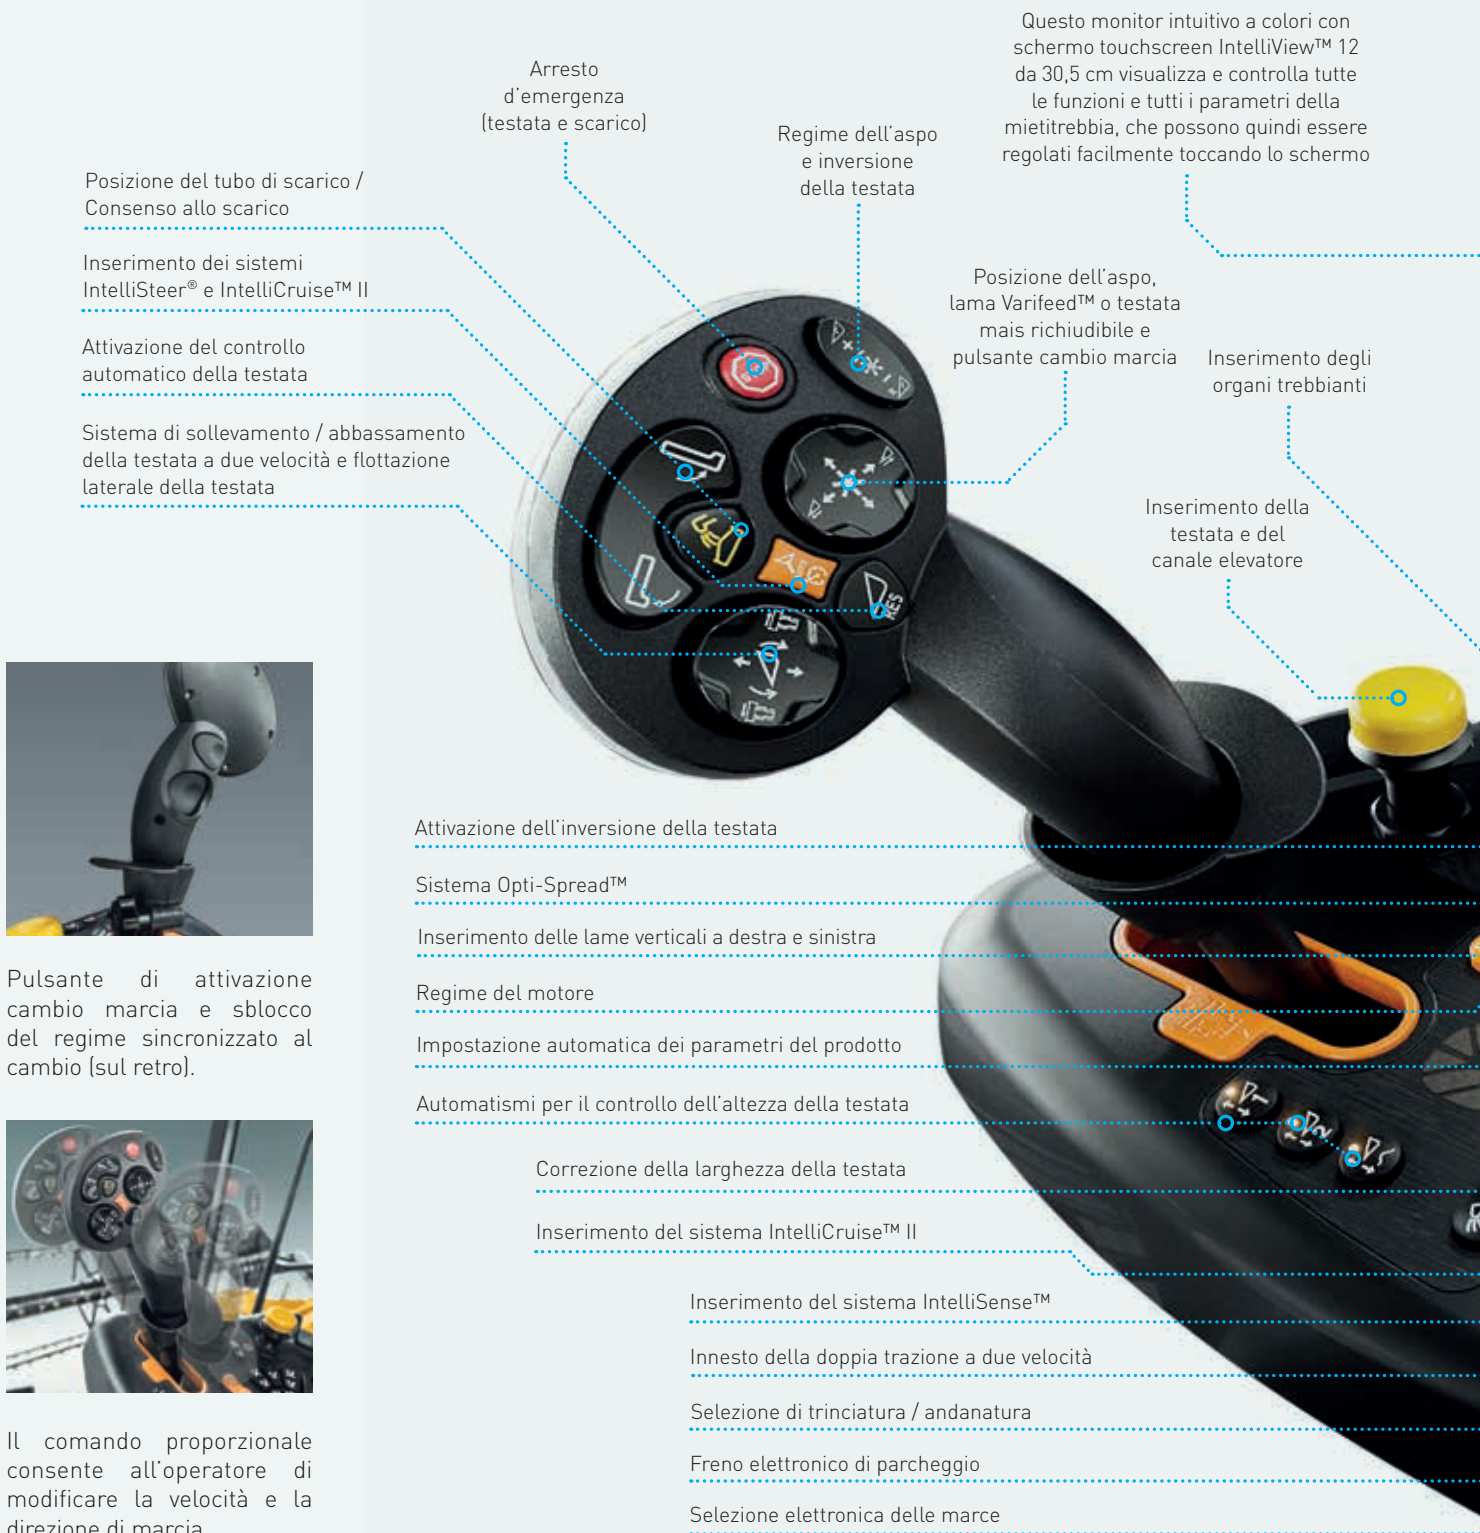 Questo monitor intuitivo a colori con
schermo touchscreen IntelliView™ 12
da 30,5 cm visualizza e controlla tutte
le funzioni e tutti i parametri della
mietitrebbia, che possono quindi essere
regolati facilmente toccando lo schermo
Arresto
d'emergenza
(testata e scarico)
Regime dell'aspo
e inversione
della testata
Posizione del tubo di scarico /
Consenso allo scarico
Inserimento dei sistemi
IntelliSteer® e IntelliCruise™ II
Attivazione del controllo
automatico della testata
Sistema di sollevamento / abbassamento
della testata a due velocità e flottazione
laterale della testata
Posizione dell'aspo,
lama Varifeed™ o testata
mais richiudibile e
pulsante cambio marcia
Inserimento degli
organi trebbianti
Inserimento della
testata e del
canale elevatore
RES
Attivazione dell'inversione della testata
Sistema Opti-Spread™
Inserimento delle lame verticali a destra e sinistra
Regime del motore
Impostazione automatica dei parametri del prodotto
Automatismi per il controllo dell'altezza della testata
Correzione della larghezza della testata
Inserimento del sistema IntelliCruise™ II
Inserimento del sistema IntelliSense™
Innesto della doppia trazione a due velocità
Selezione di trinciatura / andanatura
Freno elettronico di parcheggio
Selezione elettronica delle marce
Pulsante di attivazione
cambio marcia e sblocco
del regime sincronizzato al
cambio (sul retro).
Il comando proporzionale
consente all'operatore di
modificare la velocità e la
direzione di marcia